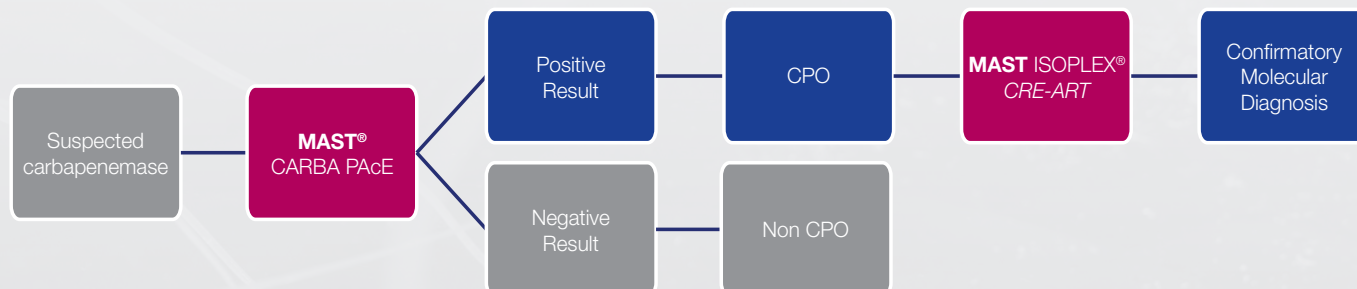 Suspected
carbapenemase
MAST®
CARBA PAcE
Positive
Result
CPO
MAST ISOPLEX®
CRE-ART
Confirmatory
Molecular
Diagnosis
Negative
Result
Non CPO